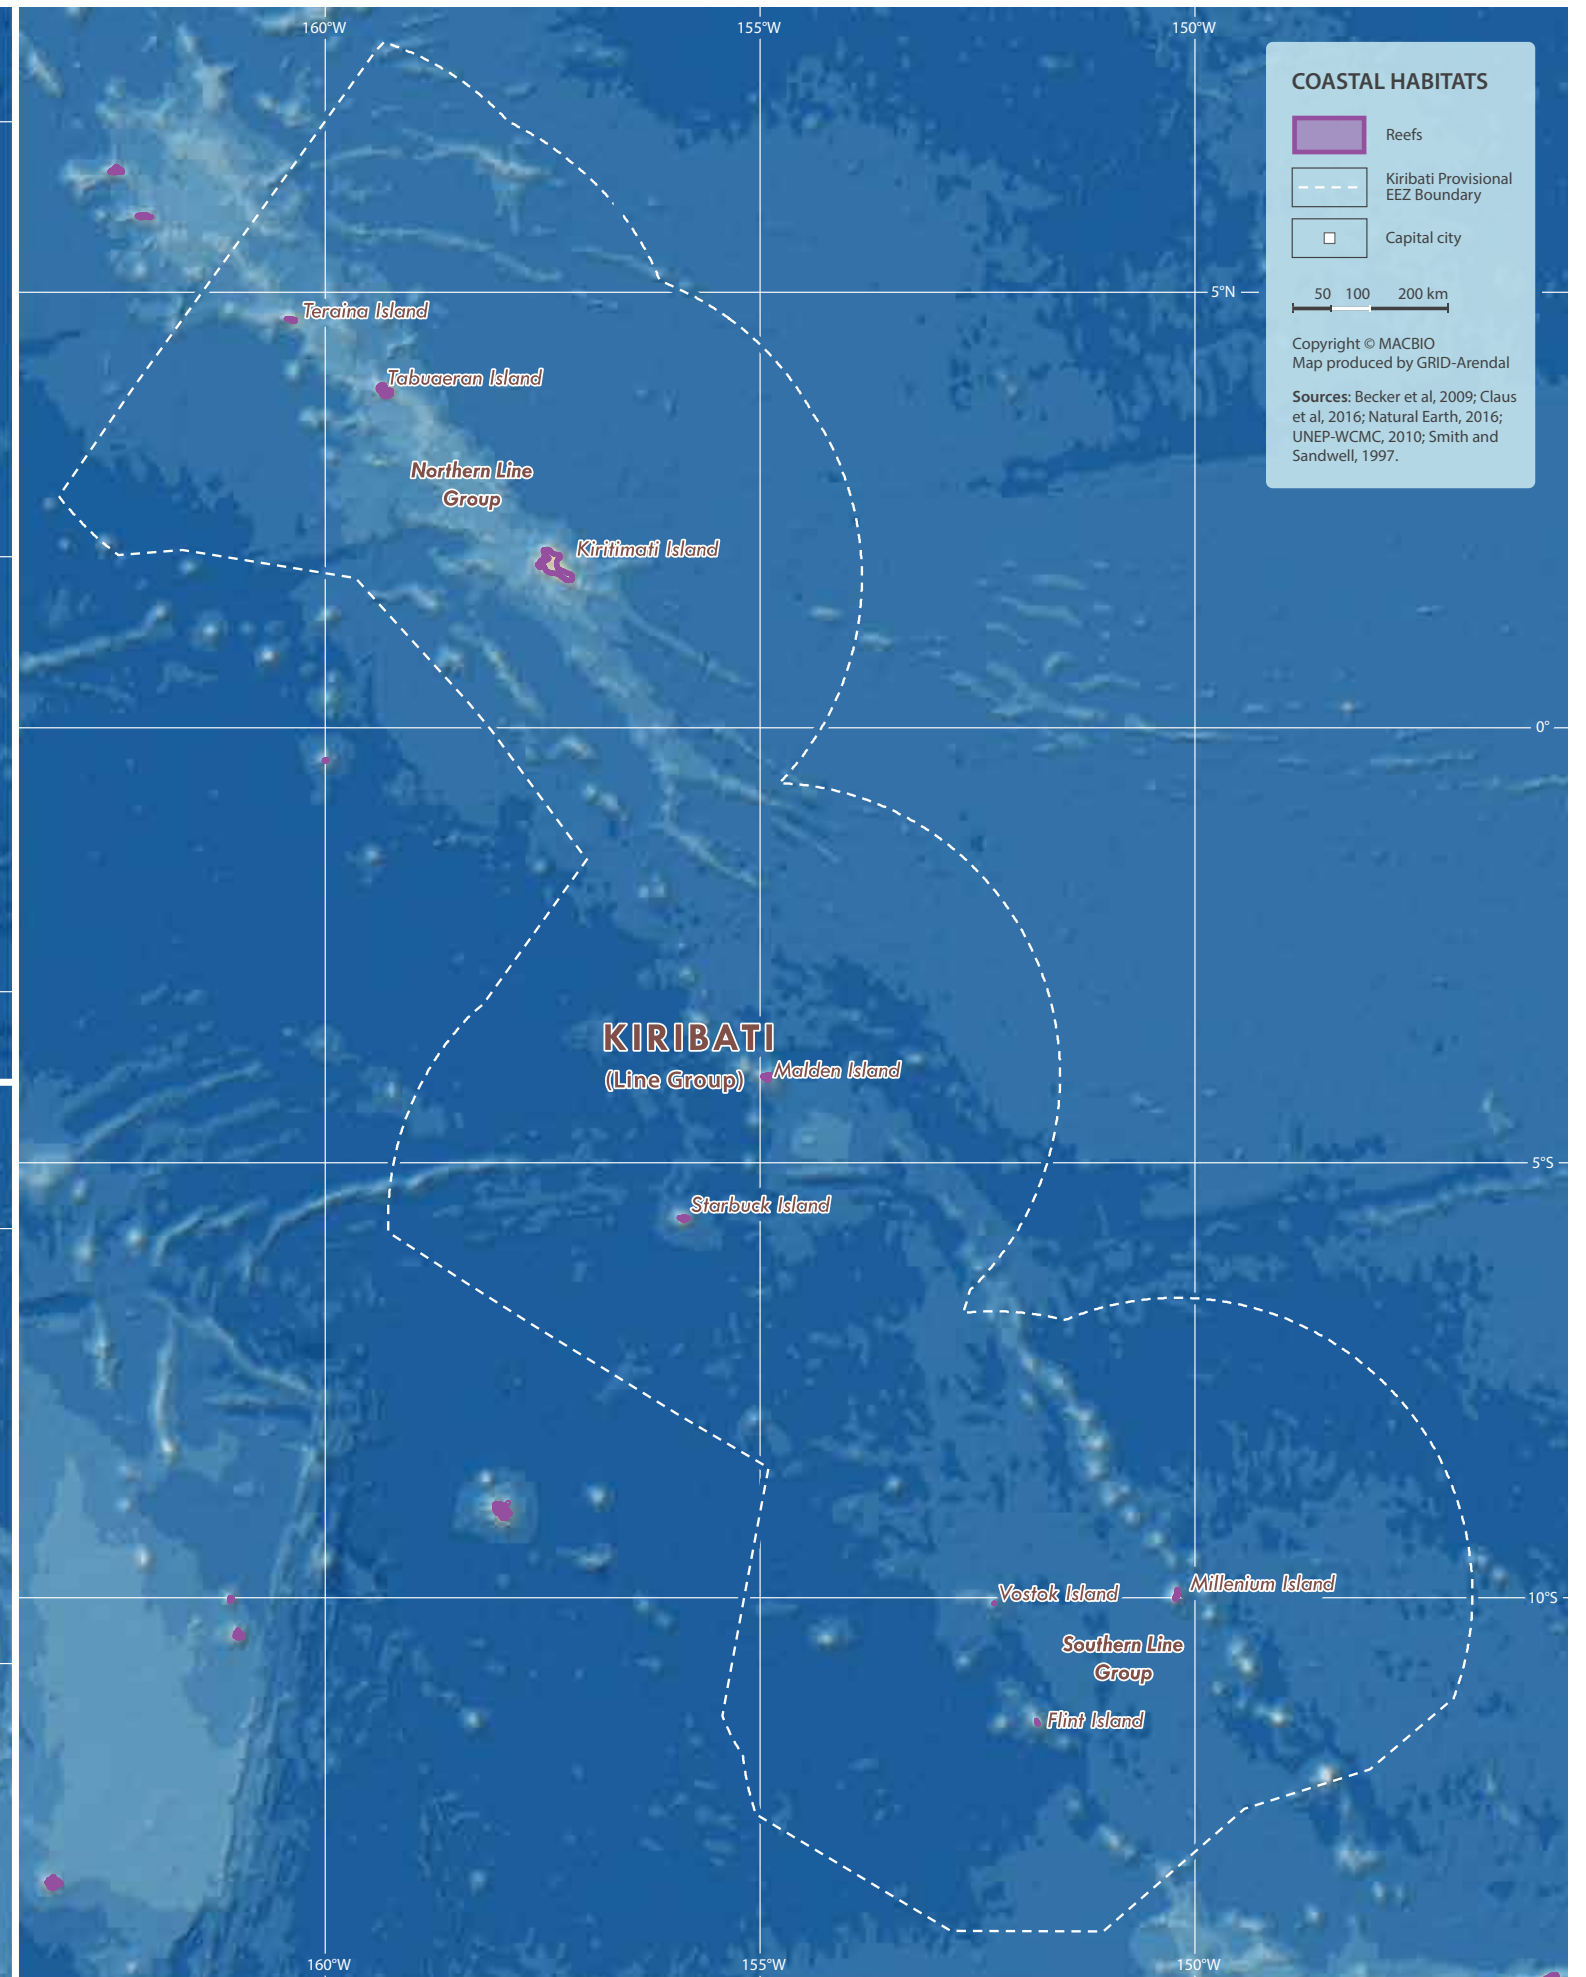 160°W
155°W
150°W
COASTAL HABITATS
Reefs
Kiribati Provisional
EEZ Boundary
Capital city
50 100 200 km
Copyright © MACBIO
Map produced by GRID-Arendal
Sources: Becker et al, 2009; Claus
et al, 2016; Natural Earth, 2016;
UNEP-WCMC, 2010; Smith and
Sandwell, 1997.
5°N
Teraina Island
Tabuaeran Island
Northern Line
Group
Kiritimati Island
0°
KIRIBATI
(Line Group)
Malden Island
5°S
Starbuck Island
Millenium Island
Vostok Island
10°S
Southern Line
Group
Flint Island
160°W
155°W
150°W